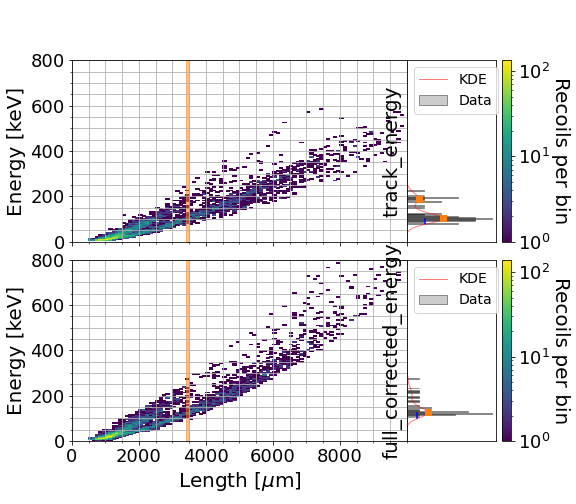 800
600
400
200
0
Energy [keV]
track_energy
KDE
Data
10²
10¹
10⁰
Recoils per bin
800
600
400
200
0
Energy [keV]
full_corrected_energy
KDE
Data
10²
10¹
10⁰
Recoils per bin
0 2000 4000 6000 8000
Length [μm]